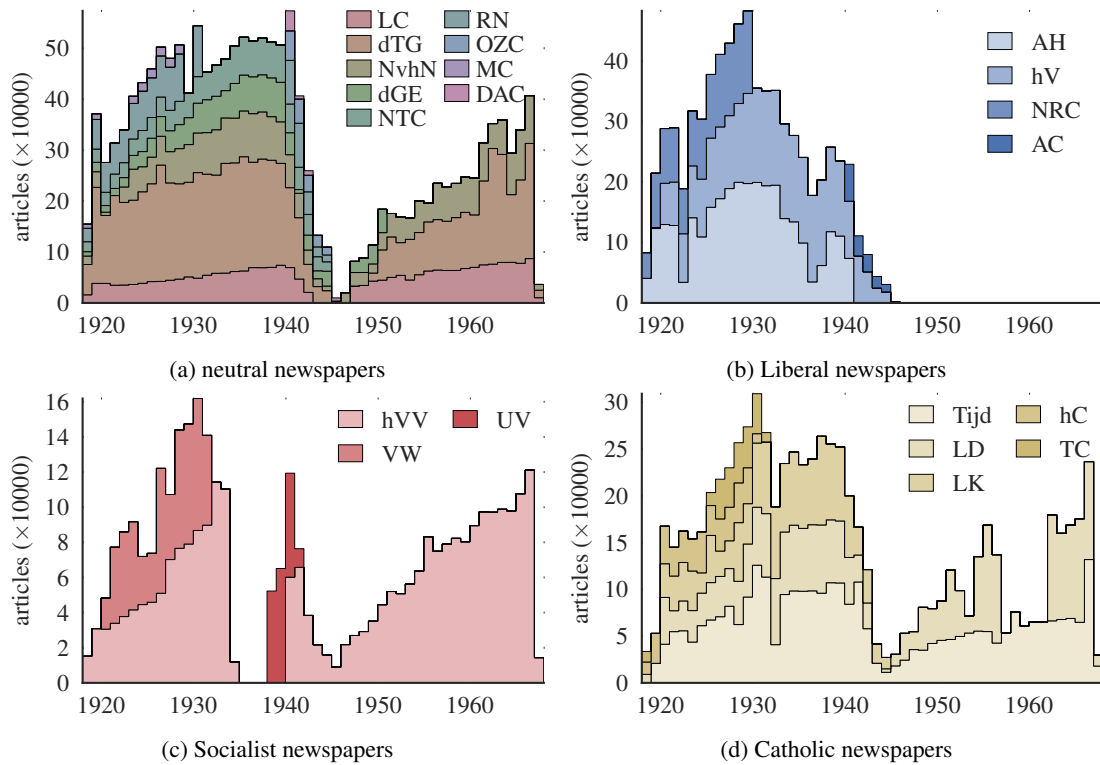 articles (×10000)
50
40
30
20
10
0
1920 1930 1940 1950 1960
LC RN
dTG OZC
NvhN MC
dGE DAC
NTC
(a) neutral newspapers
articles (×10000)
40
30
20
10
0
1920 1930 1940 1950 1960
AH
hV
NRC
AC
(b) Liberal newspapers
articles (×10000)
16
14
12
10
8
6
4
2
0
1920 1930 1940 1950 1960
hVV UV
VW
(c) Socialist newspapers
articles (×10000)
30
25
20
15
10
5
0
1920 1930 1940 1950 1960
Tijd hC
LD TC
LK
(d) Catholic newspapers